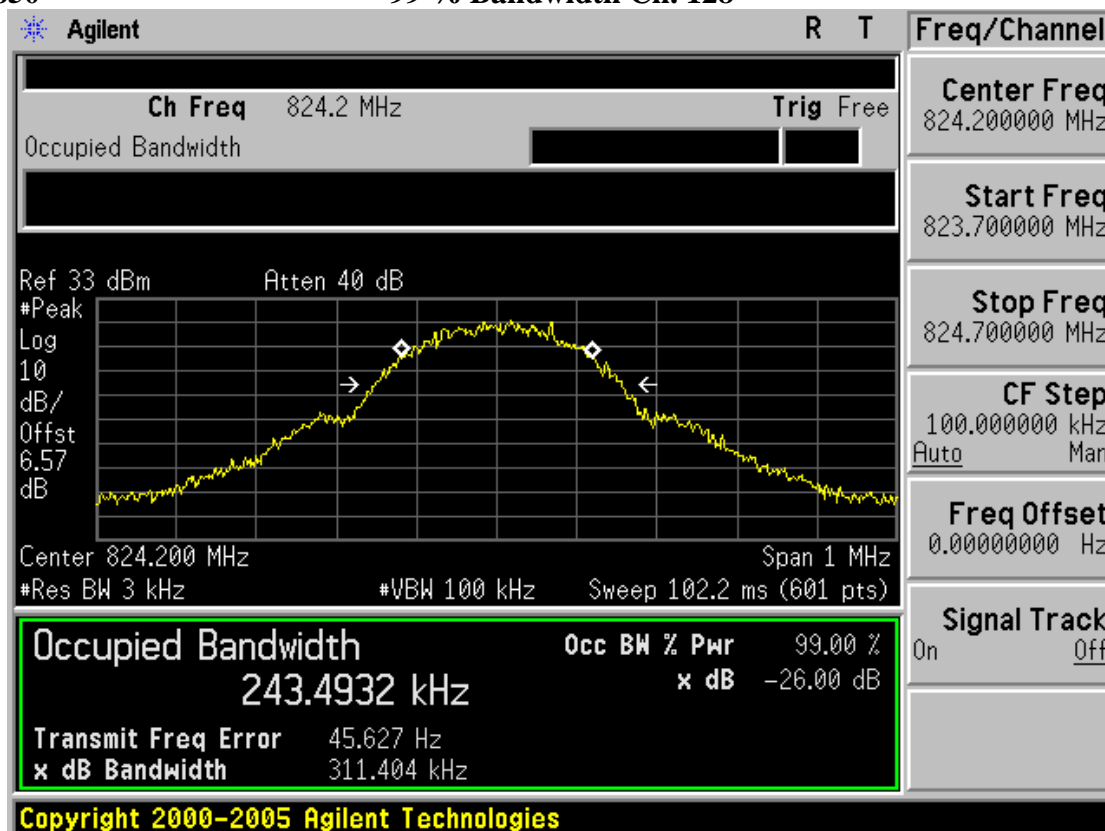 99 % Bandwidth Ch. 128
Agilent R T Freq/Channel
Ch Freq 824.2 MHz Trig Free
Occupied Bandwidth
Center Freq
824.200000 MHz
Start Freq
823.700000 MHz
Stop Freq
824.700000 MHz
CF Step
100.000000 kHz
Auto Man
Freq Offset
0.00000000 Hz
Signal Track
On Off
Ref 33 dBm Atten 40 dB
#Peak
Log
10
dB/
Offst
6.57
dB
Center 824.200 MHz Span 1 MHz
#Res BW 3 kHz #VBW 100 kHz Sweep 102.2 ms (601 pts)
Occupied Bandwidth Occ BW % Pwr 99.00 %
243.4932 kHz x dB -26.00 dB
Transmit Freq Error 45.627 Hz
x dB Bandwidth 311.404 kHz
Copyright 2000-2005 Agilent Technologies